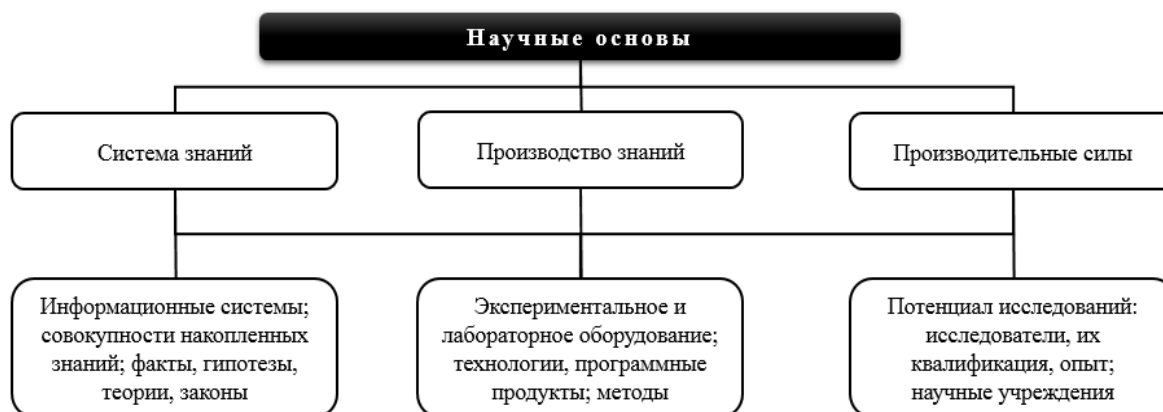 Научные основы
Система знаний
Производство знаний
Производительные силы
Информационные системы;
совокупности накопленных
знаний; факты, гипотезы,
теории, законы
Экспериментальное и
лабораторное оборудование;
технологии, программные
продукты; методы
Потенциал исследований:
исследователи, их
квалификация, опыт;
научные учреждения